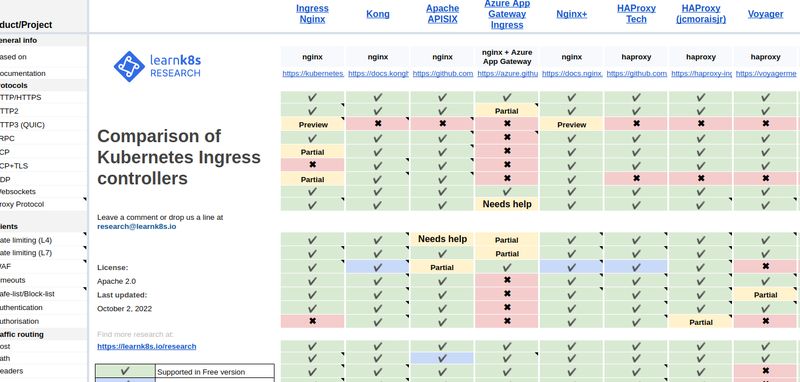 Ingress Nginx
Kong
Apache APISIX
Azure App Gateway Ingress
Nginx+
HAProxy Tech
HAProxy (jcmoraisjr)
Voyager
duct/Project
eneral info
ased on
nginx
nginx
nginx
nginx + Azure App Gateway
nginx
haproxy
haproxy
haproxy
ocumentation
https://kubernetes.
https://github.com
https://azure.githu
https://docs.nginx.
https://github.com
https://voyagerme
otocols
TTP/HTTPS
✔ ✔ ✔ ✔ ✔ ✔ ✔ ✔
TTP2
✔ ✔ ✔ Partial ✔ ✔ ✔ ✔
TTP3 (QUIC)
Preview ✖ ✖ ✖ Preview ✖ ✖ ✖
RPC
✔ ✔ ✔ ✖ ✔ ✔ ✔ ✔
CP
Partial ✔ ✔ ✖ ✔ ✔ ✔ ✔
CP+TLS
✖ ✔ ✔ ✖ ✔ ✔ ✔ ✔
DP
Partial ✔ ✔ ✖ ✔ ✖ ✖ ✖
ebsockets
✔ ✔ ✔ ✔ ✔ ✔ ✔ ✔
roxy Protocol
✔ ✔ ✔ Needs help ✔ ✔ ✔ ✔
ients
ate limiting (L4)
✔ ✔ Needs help Partial ✔ ✔ ✔ ✔
ate limiting (L7)
✔ ✔ ✔ Partial ✔ ✔ ✔ ✔
AF
✔ ✔ Partial ✔ ✔ ✔ ✔ ✖
meouts
✔ ✔ ✔ ✖ ✔ ✔ ✔ ✔
afe-list/Block-list
✔ ✔ ✔ ✖ ✔ ✔ ✔ Partial
uthentication
✔ ✔ ✔ ✖ ✔ ✔ ✔ ✔
uthorisation
✖ ✔ ✔ ✖ ✔ ✔ Partial ✔
affic routing
ost
✔ ✔ ✔ ✔ ✔ ✔ ✔ ✔
ath
✔ ✔ ✔ ✔ ✔ ✔ ✔ ✔
eaders
✔ ✔ ✔ ✖ ✔ ✔ ✔ ✖
learnk8s
RESEARCH
Comparison of
Kubernetes Ingress
controllers
Leave a comment or drop us a line at
research@learnk8s.io
License:
Apache 2.0
Last updated:
October 2, 2022
Find more research at:
https://learnk8s.io/research
✔ Supported in Free version